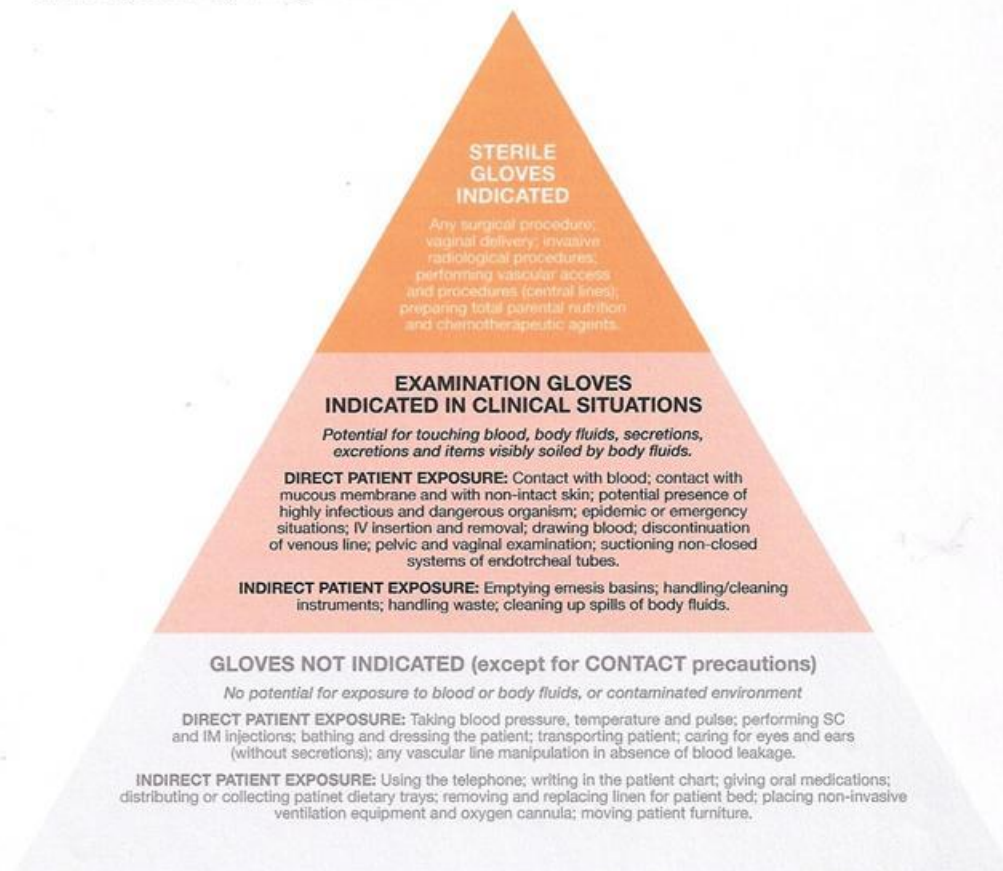 STERILE
GLOVES
INDICATED
Any surgical procedure;
vaginal delivery; invasive
radiological procedures;
performing vascular access
and procedures (central lines);
preparing total parental nutrition
and chemotherapeutic agents.
EXAMINATION GLOVES
INDICATED IN CLINICAL SITUATIONS
Potential for touching blood, body fluids, secretions,
excretions and items visibly soiled by body fluids.
DIRECT PATIENT EXPOSURE: Contact with blood; contact with
mucous membrane and with non-intact skin; potential presence of
highly infectious and dangerous organism; epidemic or emergency
situations; IV insertion and removal; drawing blood; discontinuation
of venous line; pelvic and vaginal examination; suctioning non-closed
systems of endotrcheal tubes.
INDIRECT PATIENT EXPOSURE: Emptying emesis basins; handling/cleaning
instruments; handling waste; cleaning up spills of body fluids.
GLOVES NOT INDICATED (except for CONTACT precautions)
No potential for exposure to blood or body fluids, or contaminated environment
DIRECT PATIENT EXPOSURE: Taking blood pressure, temperature and pulse; performing SC
and IM injections; bathing and dressing the patient; transporting patient; caring for eyes and ears
(without secretions); any vascular line manipulation in absence of blood leakage.
INDIRECT PATIENT EXPOSURE: Using the telephone; writing in the patient chart; giving oral medications;
distributing or collecting patinet dietary trays; removing and replacing linen for patient bed; placing non-invasive
ventilation equipment and oxygen cannula; moving patient furniture.